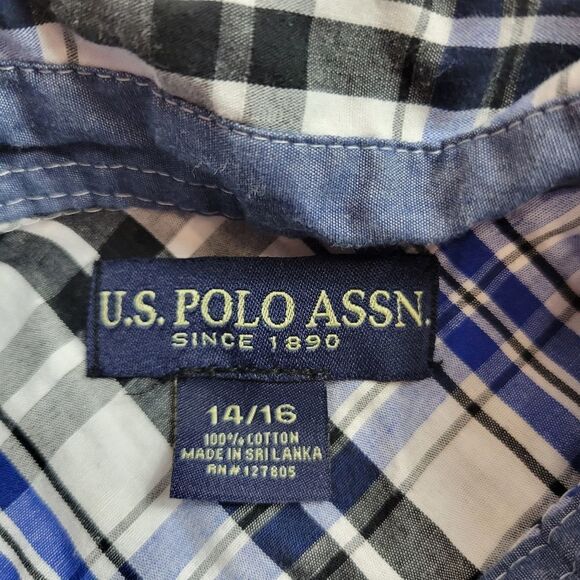 U.S. POLO ASSN.
SINCE 1890
14/16
100% COTTON
MADE IN SRI LANKA
RN# 127805